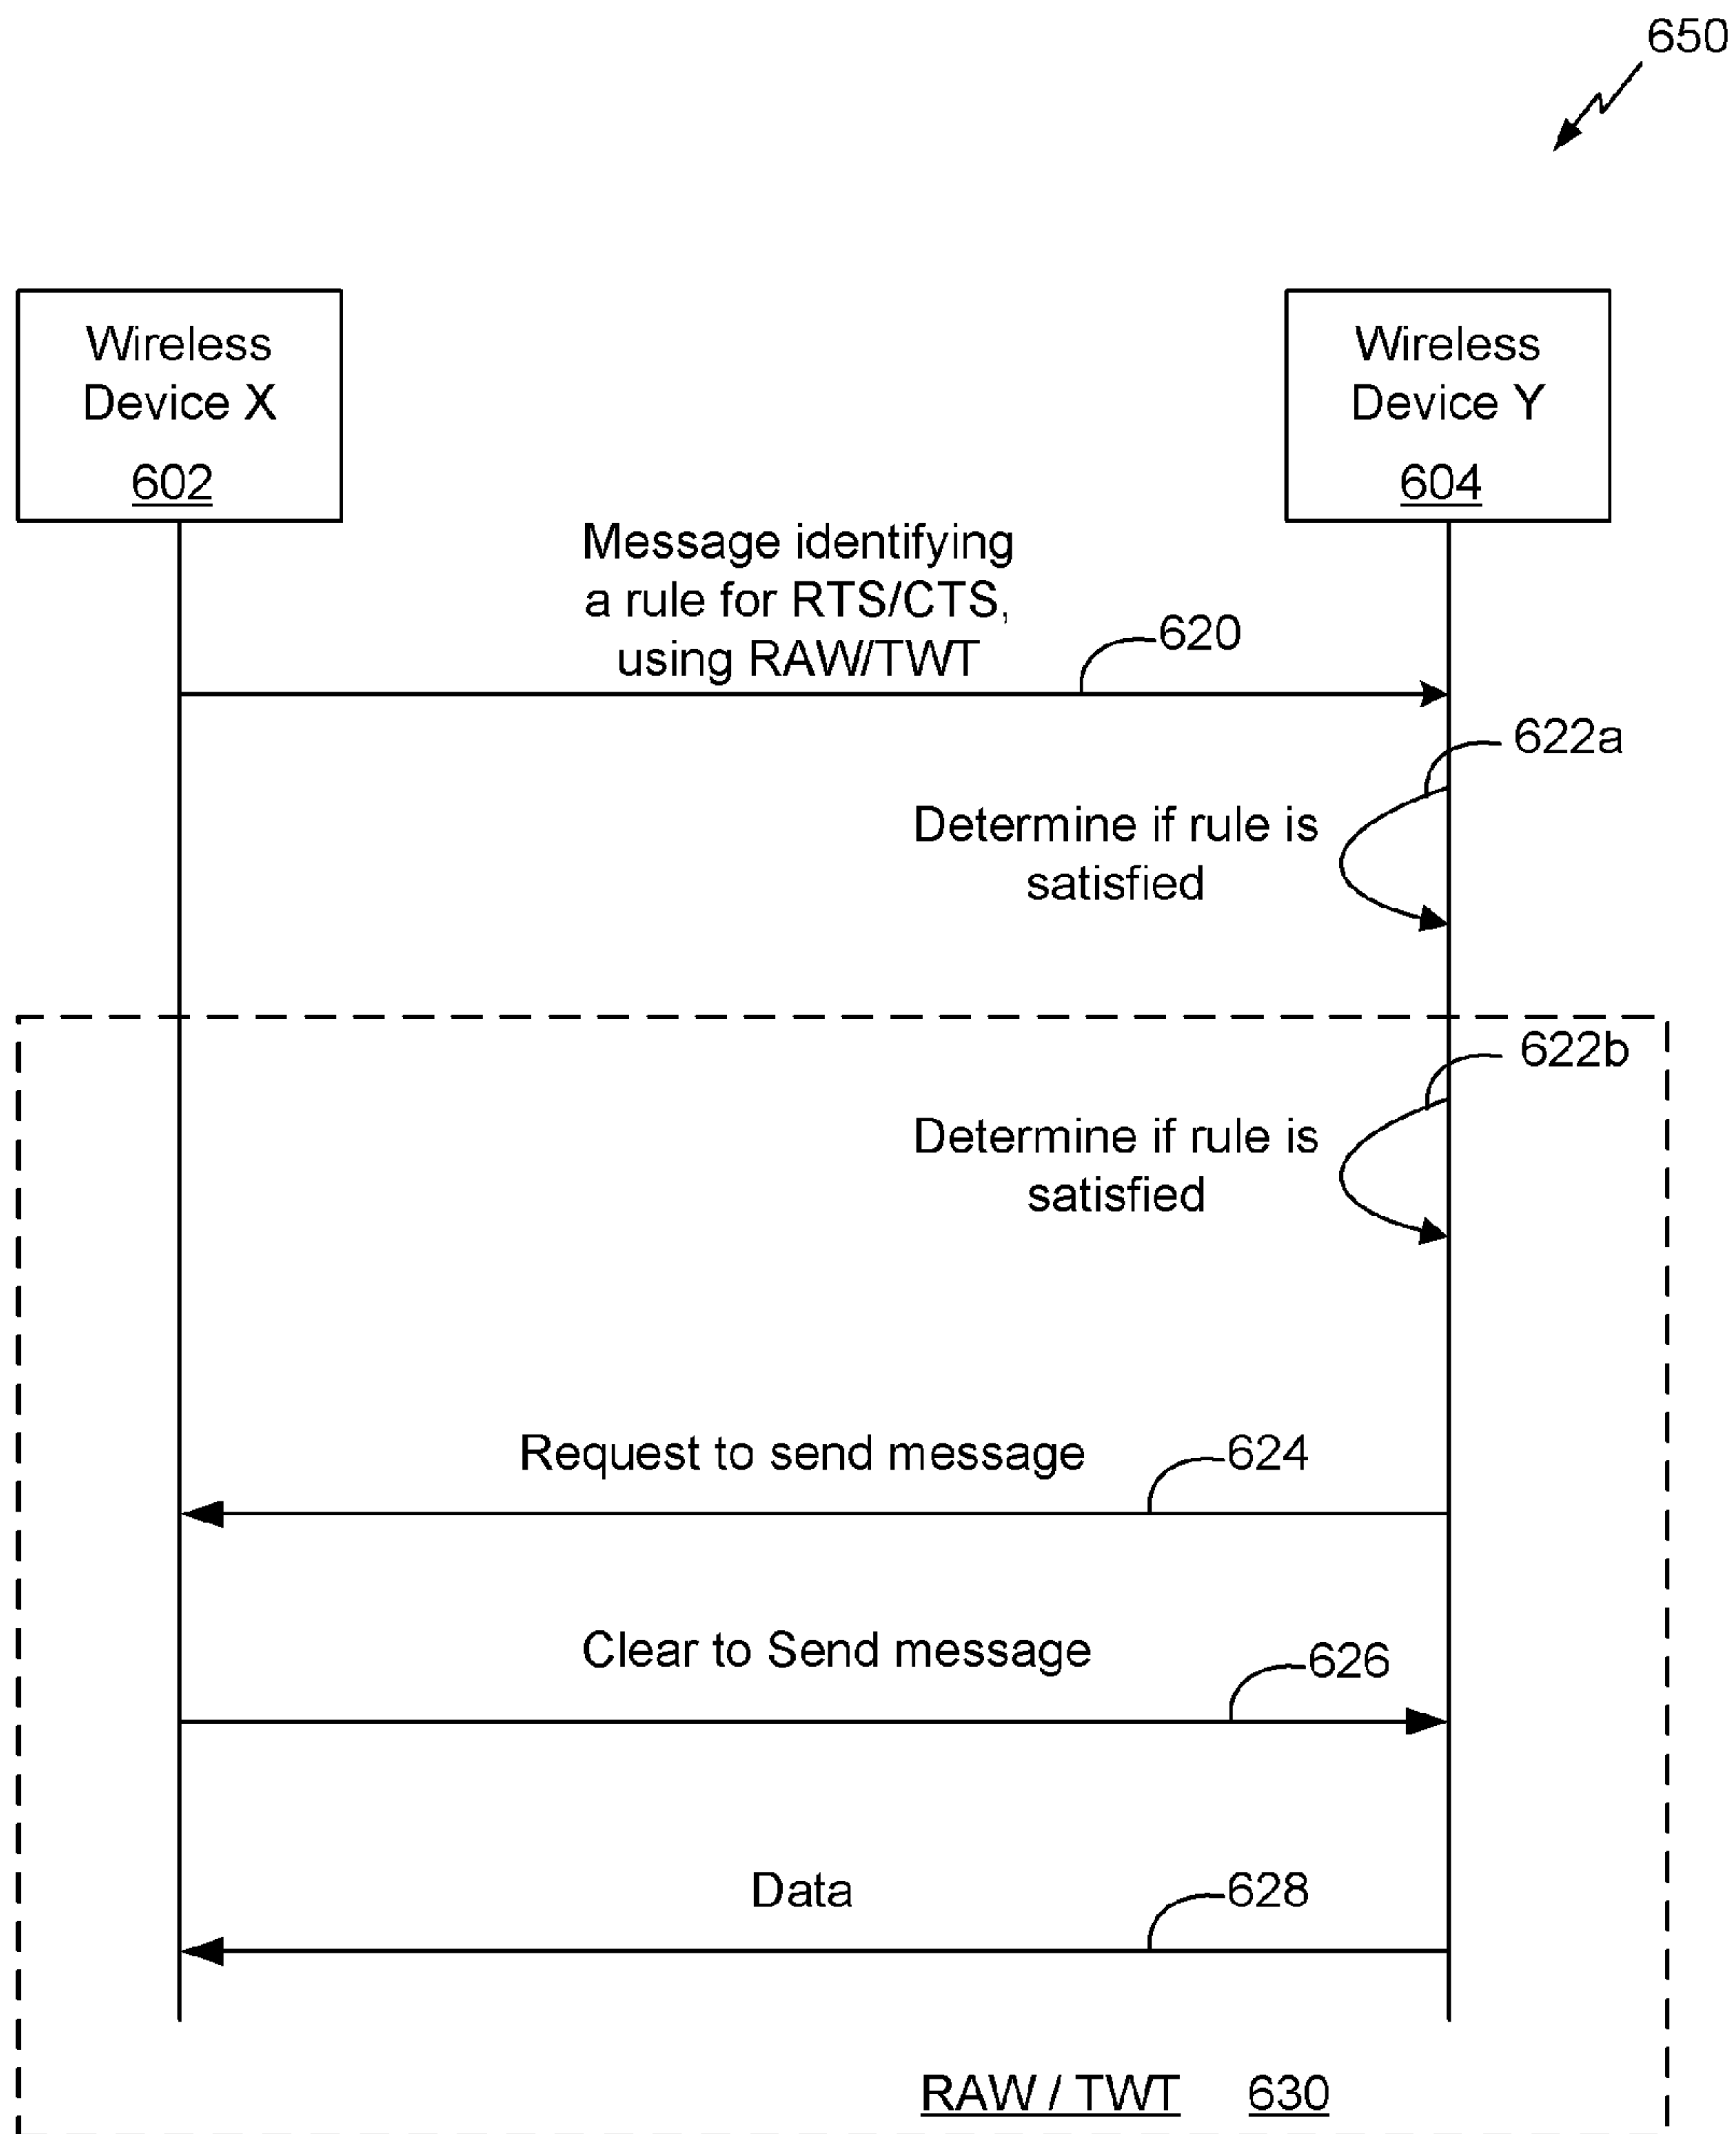 650
Wireless
Device X
602
Wireless
Device Y
604
Message identifying
a rule for RTS/CTS,
using RAW/TWT
620
622a
Determine if rule is
satisfied
622b
Determine if rule is
satisfied
Request to send message
624
Clear to Send message
626
Data
628
RAW / TWT 630